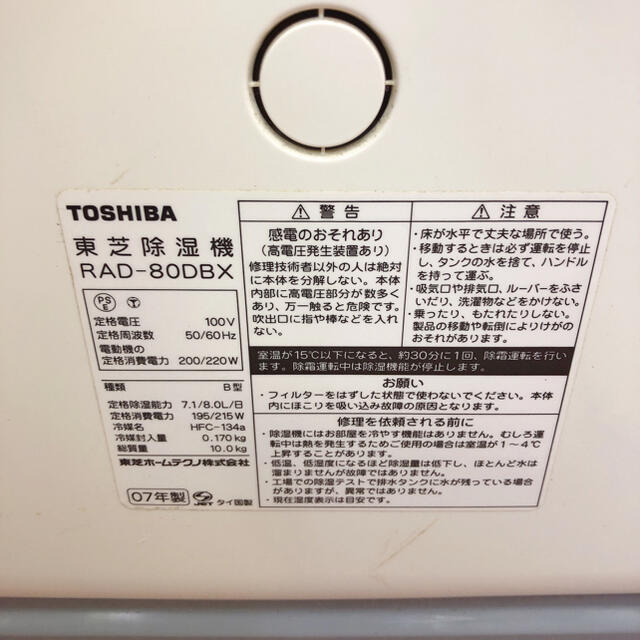 TOSHIBA
東芝除湿機
RAD-80DBX
PS
E
定格電圧 100V
定格周波数 50/60Hz
電動機の
定格消費電力 200/220W
種類 B型
定格除湿能力 7.1/8.0L/日
定格消費電力 195/215W
冷媒名 HFC-134a
冷媒封入量 0.170kg
総質量 10.0kg
東芝ホームテクノ株式会社
07年製 JET タイ国製
警告
感電のおそれあり
(高電圧発生装置あり)
修理技術者以外の人は絶対
に本体を分解しない。本体
内部に高電圧部分が数多く
あり、万一触ると危険です。
吹出口に指や棒などを入れ
ない。
注意
・床が水平で丈夫な場所で使う。
・移動するときは必ず運転を停止
し、タンクの水を捨て、ハンドル
を持って運ぶ。
・吸気口や排気口、ルーバーをふさ
いだり、洗濯物などをかけない。
・乗ったり、もたれたりしない。
製品の移動や転倒によりけがの
おそれがあります。
室温が15℃以下になると、約30分に1回、除霜運転を行い
ます。除霜運転中は除湿機能が停止します。
お願い
・フィルターをはずした状態で使わないでください。本体
内にほこりを吸い込み故障の原因となります。
修理を依頼される前に
・除湿機にはお部屋を冷やす機能はありません。むしろ運
転中は熱を発生するためご使用の場合は室温が1〜4℃
上昇することがあります。
・低温、低湿度になるほど除湿量は低下し、ほとんど水は
溜まりません。故障ではありません。
・工場での除湿テストで排水タンクに水が残っている場合
がありますが、異常ではありません。
・現在湿度表示は目安です。